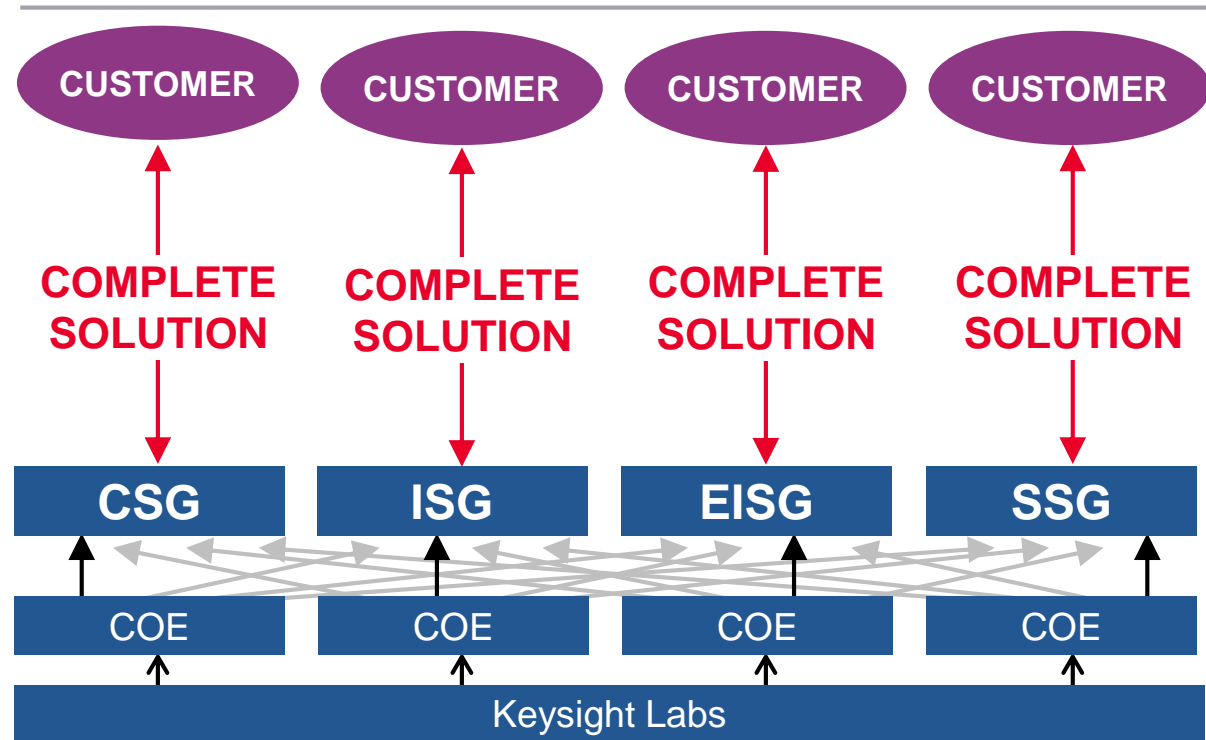 CUSTOMER
CUSTOMER
CUSTOMER
CUSTOMER
COMPLETE
SOLUTION
COMPLETE
SOLUTION
COMPLETE
SOLUTION
COMPLETE
SOLUTION
CSG
ISG
EISG
SSG
COE
COE
COE
COE
Keysight Labs